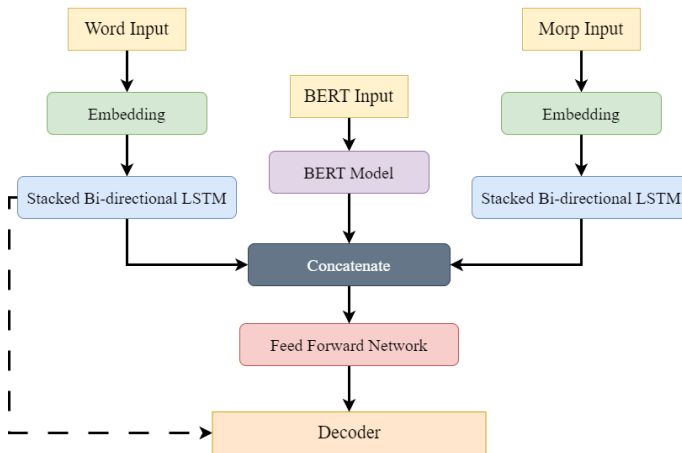 Word Input
Morp Input
BERT Input
Embedding
Embedding
BERT Model
Stacked Bi-directional LSTM
Stacked Bi-directional LSTM
Concatenate
Feed Forward Network
Decoder